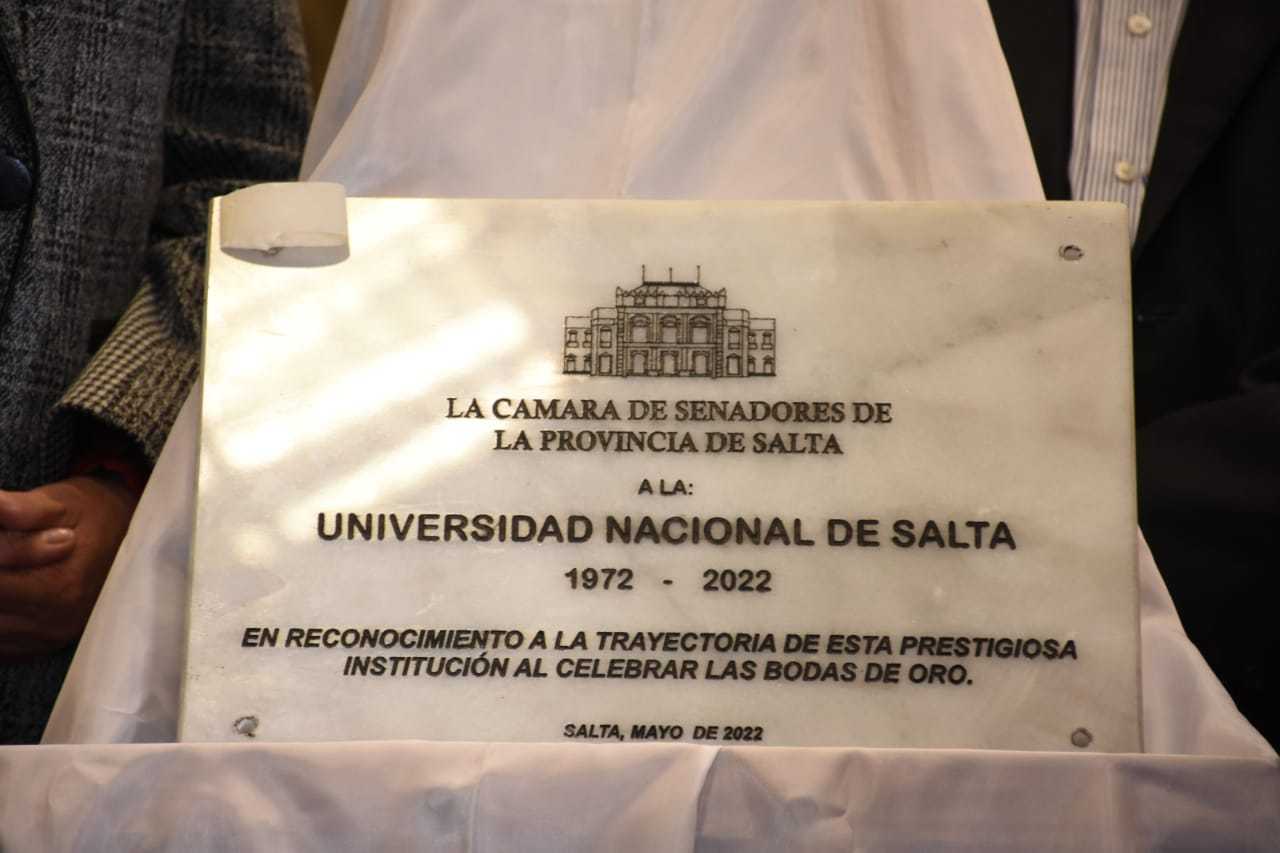 LA CAMARA DE SENADORES DE
LA PROVINCIA DE SALTA
A LA:
UNIVERSIDAD NACIONAL DE SALTA
1972 - 2022
EN RECONOCIMIENTO A LA TRAYECTORIA DE ESTA PRESTIGIOSA
INSTITUCIÓN AL CELEBRAR LAS BODAS DE ORO.
SALTA, MAYO DE 2022